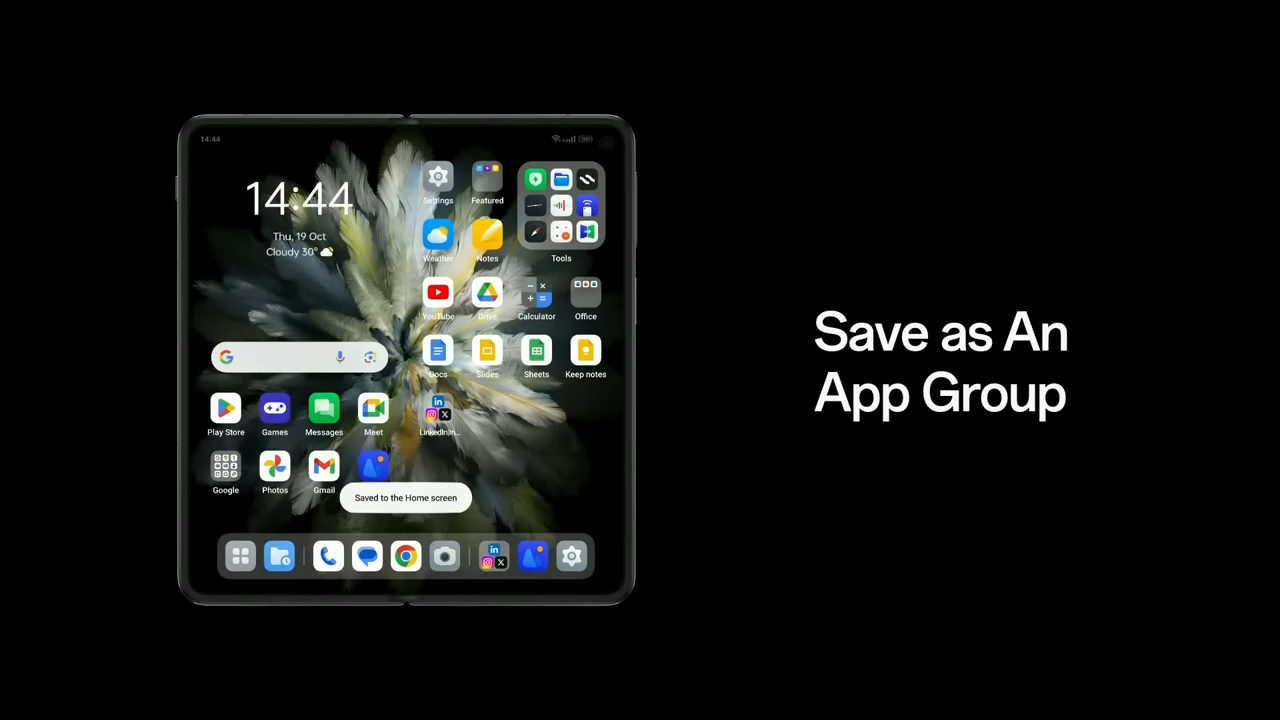 14:44
14:44
Thu, 19 Oct
Cloudy 30°
Settings
Featured
Weather
Notes
Tools
YouTube
Drive
Calculator
Office
Docs
Slides
Sheets
Keep notes
Play Store
Games
Messages
Meet
LinkedIn|In...
Google
Photos
Gmail
Saved to the Home screen
Save as An
App Group